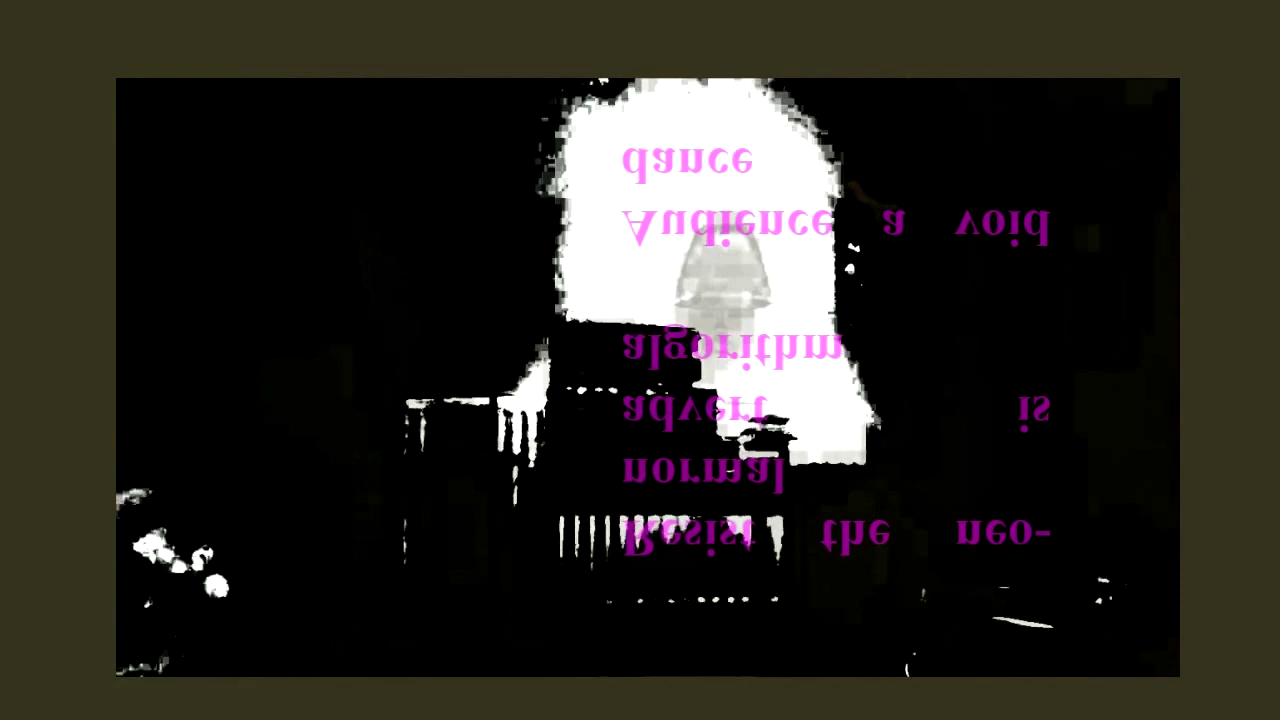 Resist the neo-
normal
advert is
algorithm
Audience a void
dance